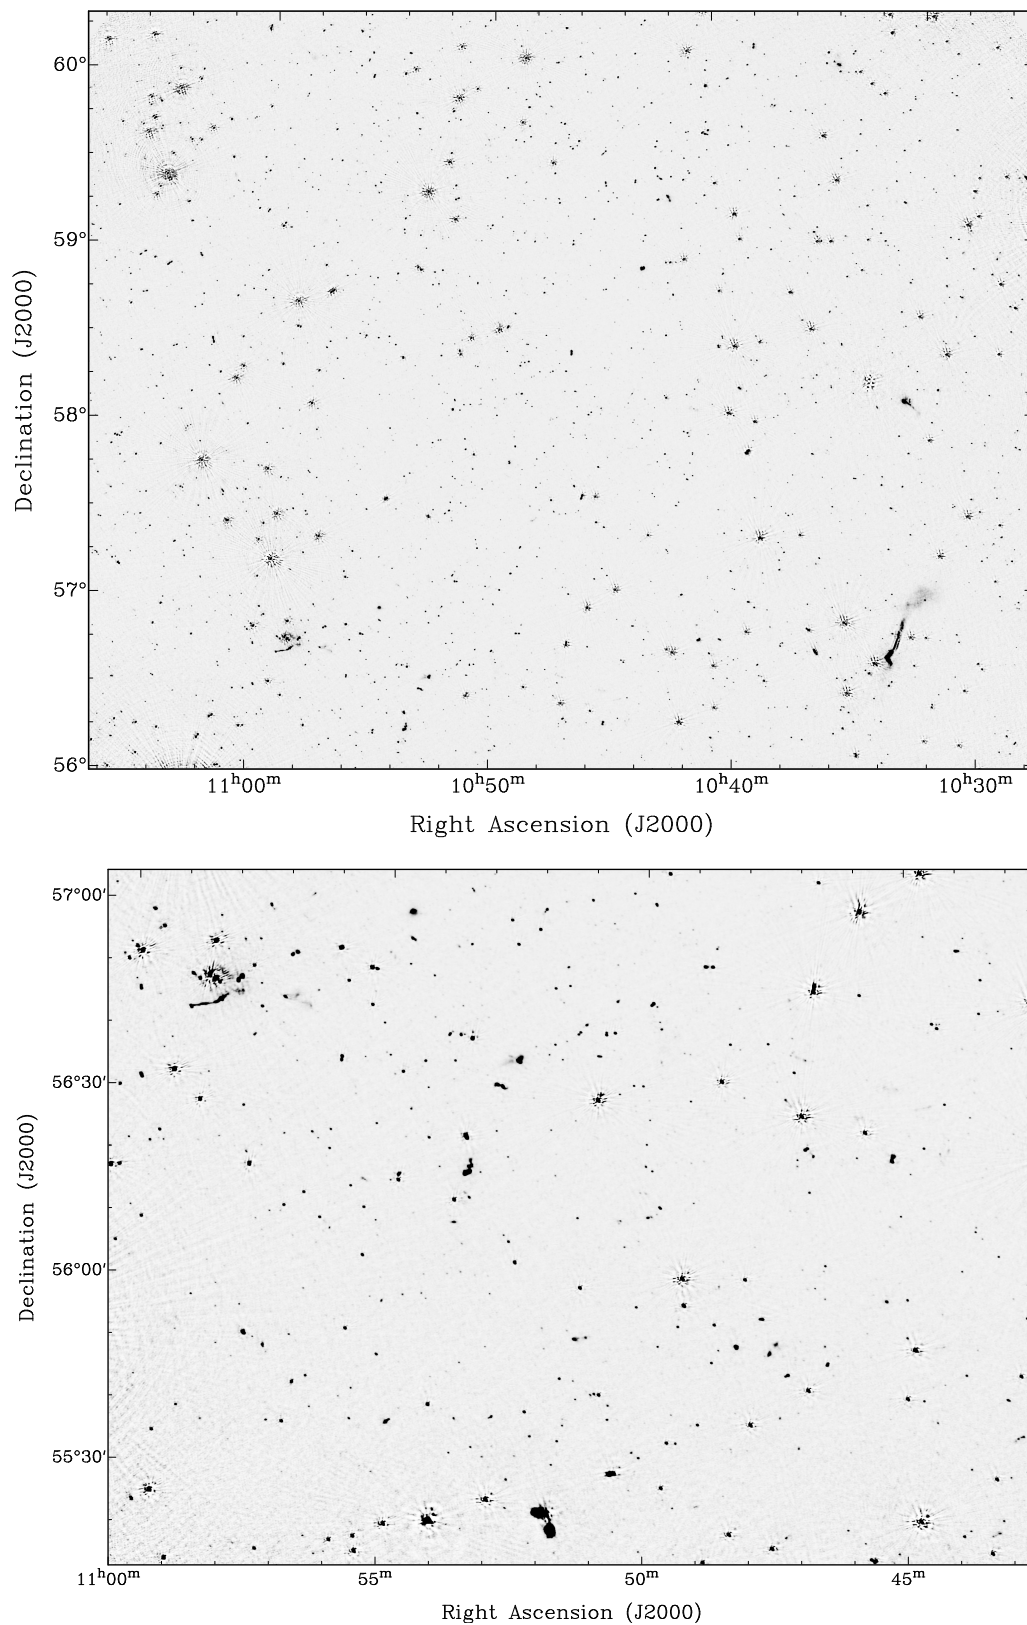 60°
59°
58°
57°
56°
Declination (J2000)
11ʰ00ᵐ 10ʰ50ᵐ 10ʰ40ᵐ 10ʰ30ᵐ
Right Ascension (J2000)
57°00'
56°30'
56°00'
55°30'
Declination (J2000)
11ʰ00ᵐ 55ᵐ 50ᵐ 45ᵐ
Right Ascension (J2000)